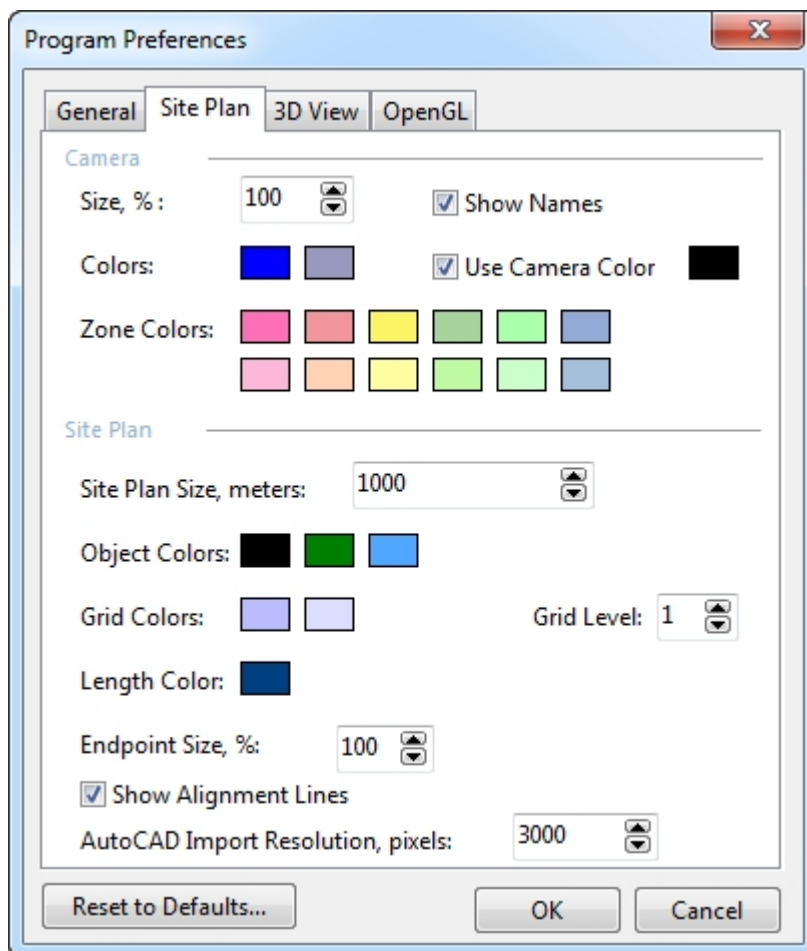 Program Preferences
General Site Plan 3D View OpenGL
Camera
Size, % : 100 Show Names
Colors: Use Camera Color
Zone Colors:
Site Plan
Site Plan Size, meters: 1000
Object Colors:
Grid Colors: Grid Level: 1
Length Color:
Endpoint Size, %: 100
Show Alignment Lines
AutoCAD Import Resolution, pixels: 3000
Reset to Defaults... OK Cancel